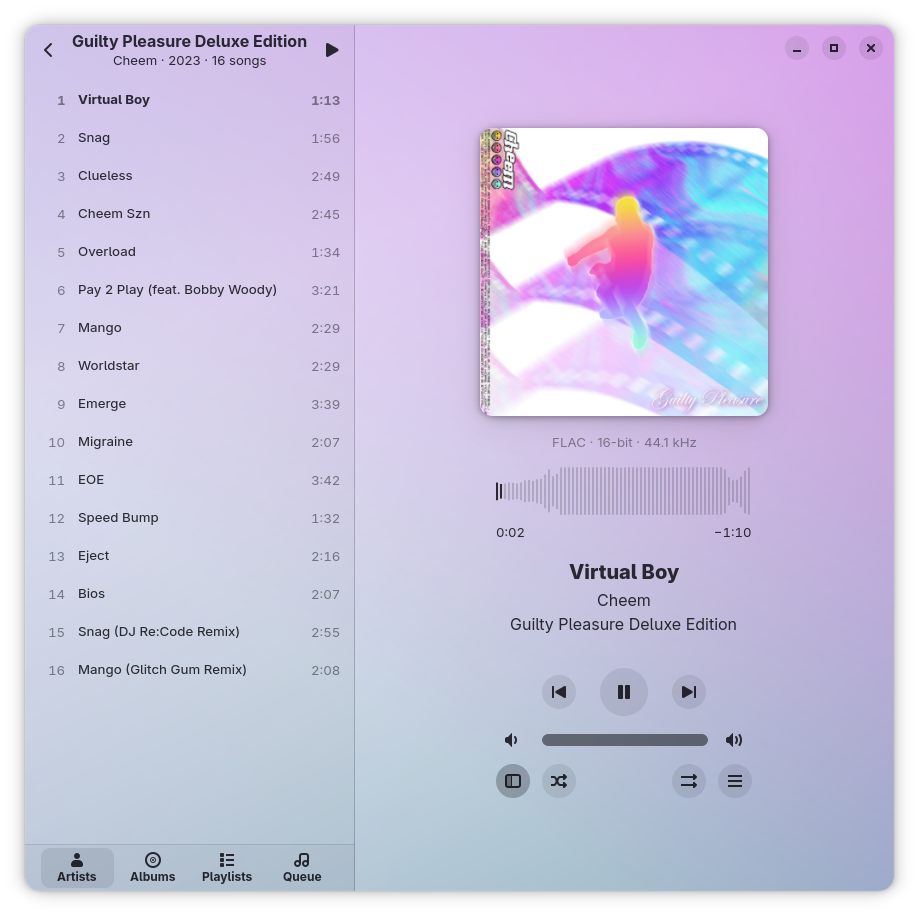 Guilty Pleasure Deluxe Edition
Cheem · 2023 · 16 songs
1 Virtual Boy 1:13
2 Snag 1:56
3 Clueless 2:49
4 Cheem Szn 2:45
5 Overload 1:34
6 Pay 2 Play (feat. Bobby Woody) 3:21
7 Mango 2:29
8 Worldstar 2:29
9 Emerge 3:39
10 Migraine 2:07
11 EOE 3:42
12 Speed Bump 1:32
13 Eject 2:16
14 Bios 2:07
15 Snag (DJ Re:Code Remix) 2:55
16 Mango (Glitch Gum Remix) 2:08
Artists Albums Playlists Queue
cheem
Guilty Pleasure
FLAC · 16-bit · 44.1 kHz
0:02 −1:10
Virtual Boy
Cheem
Guilty Pleasure Deluxe Edition